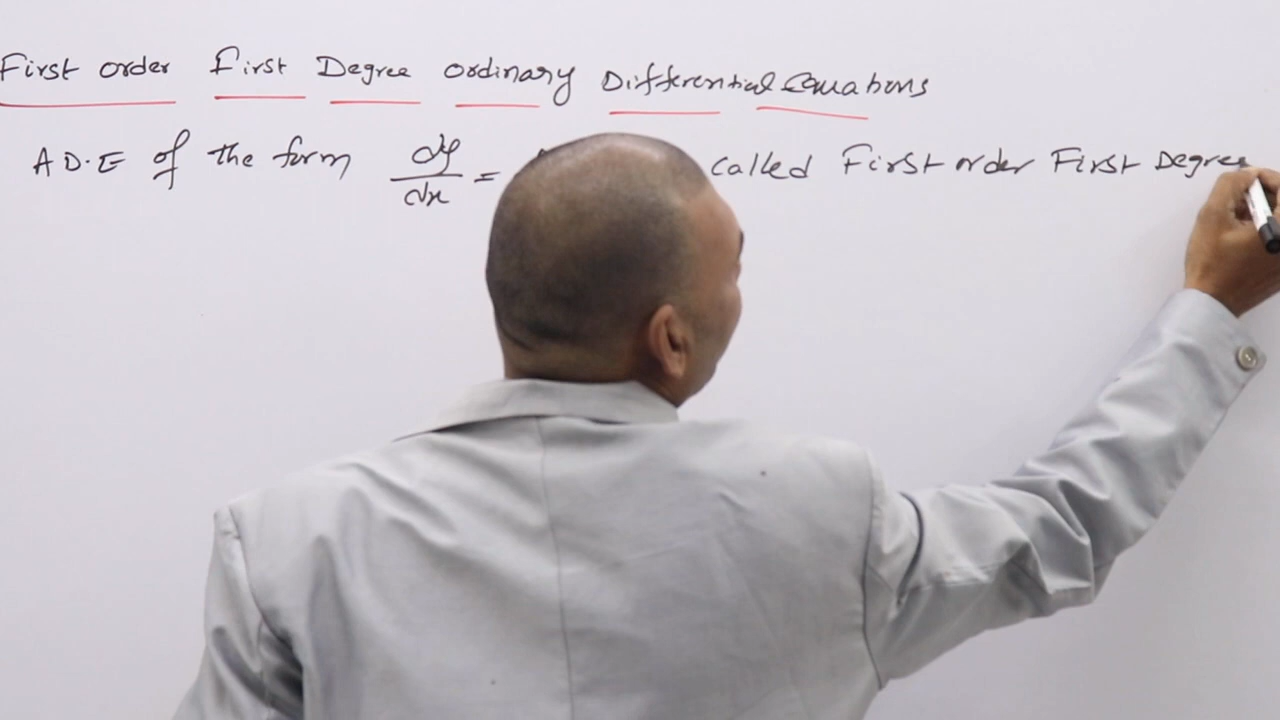 First order First Degree ordinary Differential Equations
A D.E of the form dy/dx = called First order First Degree